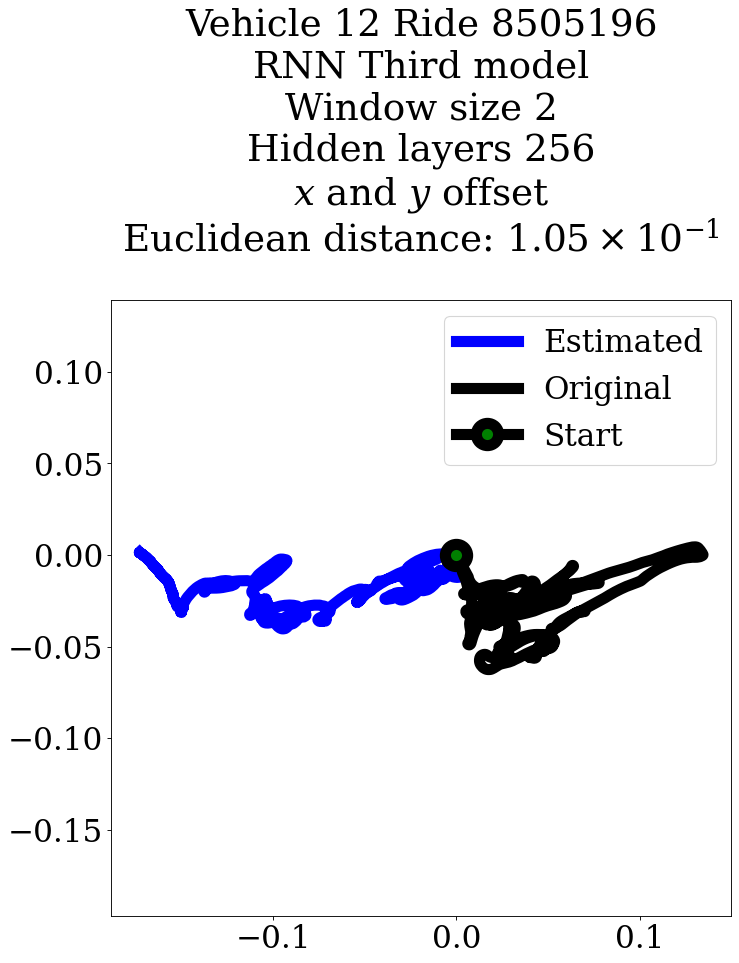 Vehicle 12 Ride 8505196
RNN Third model
Window size 2
Hidden layers 256
x and y offset
Euclidean distance: 1.05 × 10⁻¹
Estimated
Original
Start
0.10
0.05
0.00
−0.05
−0.10
−0.15
−0.1 0.0 0.1